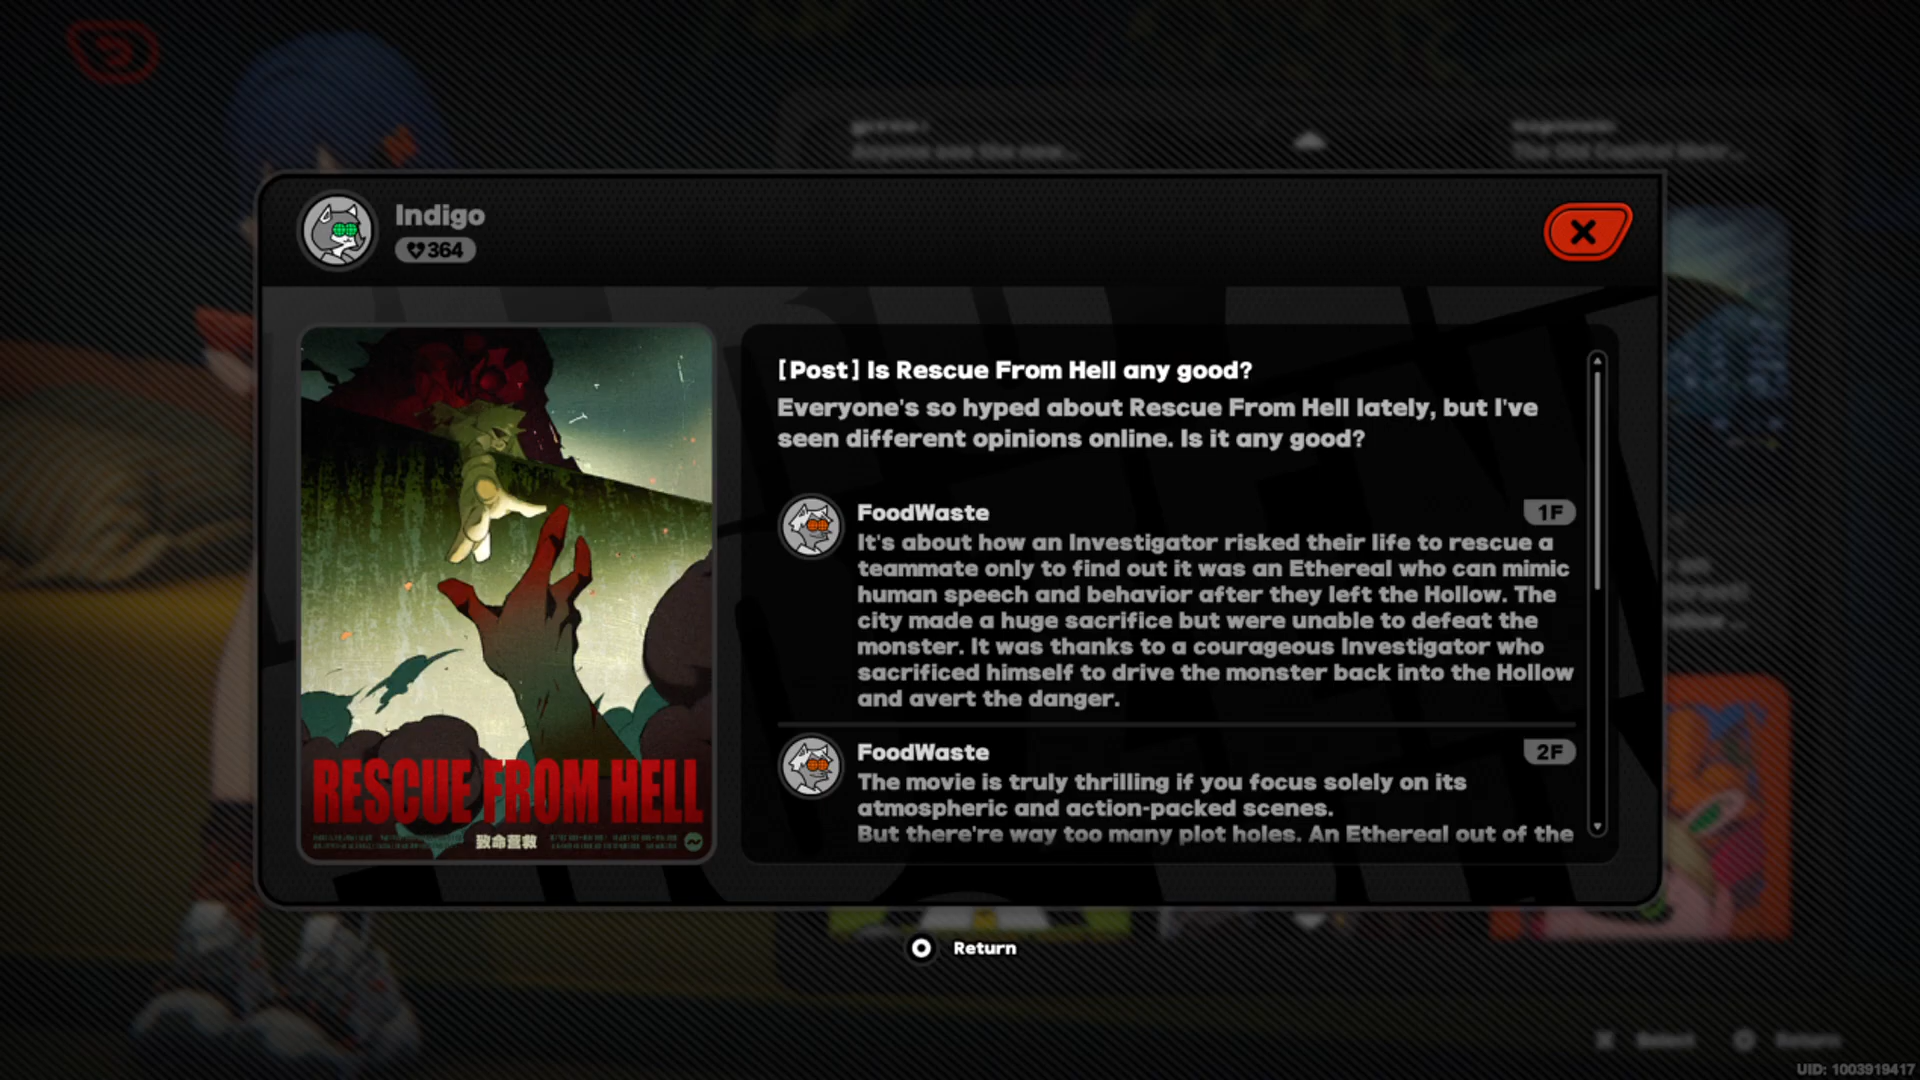 Indigo
364
[Post] Is Rescue From Hell any good?
Everyone's so hyped about Rescue From Hell lately, but I've
seen different opinions online. Is it any good?
FoodWaste
1F
It's about how an Investigator risked their life to rescue a
teammate only to find out it was an Ethereal who can mimic
human speech and behavior after they left the Hollow. The
city made a huge sacrifice but were unable to defeat the
monster. It was thanks to a courageous Investigator who
sacrificed himself to drive the monster back into the Hollow
and avert the danger.
FoodWaste
2F
The movie is truly thrilling if you focus solely on its
atmospheric and action-packed scenes.
But there're way too many plot holes. An Ethereal out of the
RESCUE FROM HELL
致命营救
Return
Select
Return
UID: 1003919417